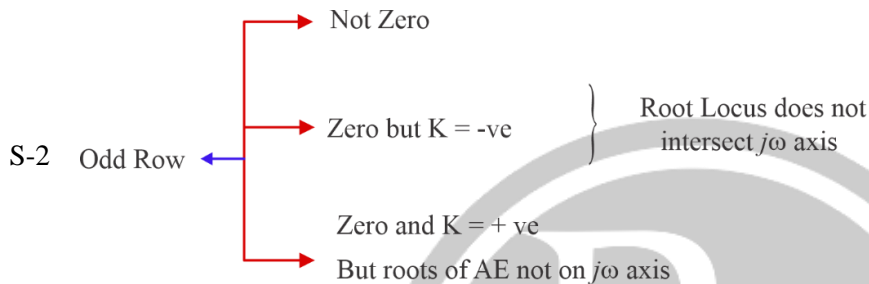 Not Zero
Zero but K = -ve
Root Locus does not
intersect jω axis
S-2 Odd Row
Zero and K = + ve
But roots of AE not on jω axis